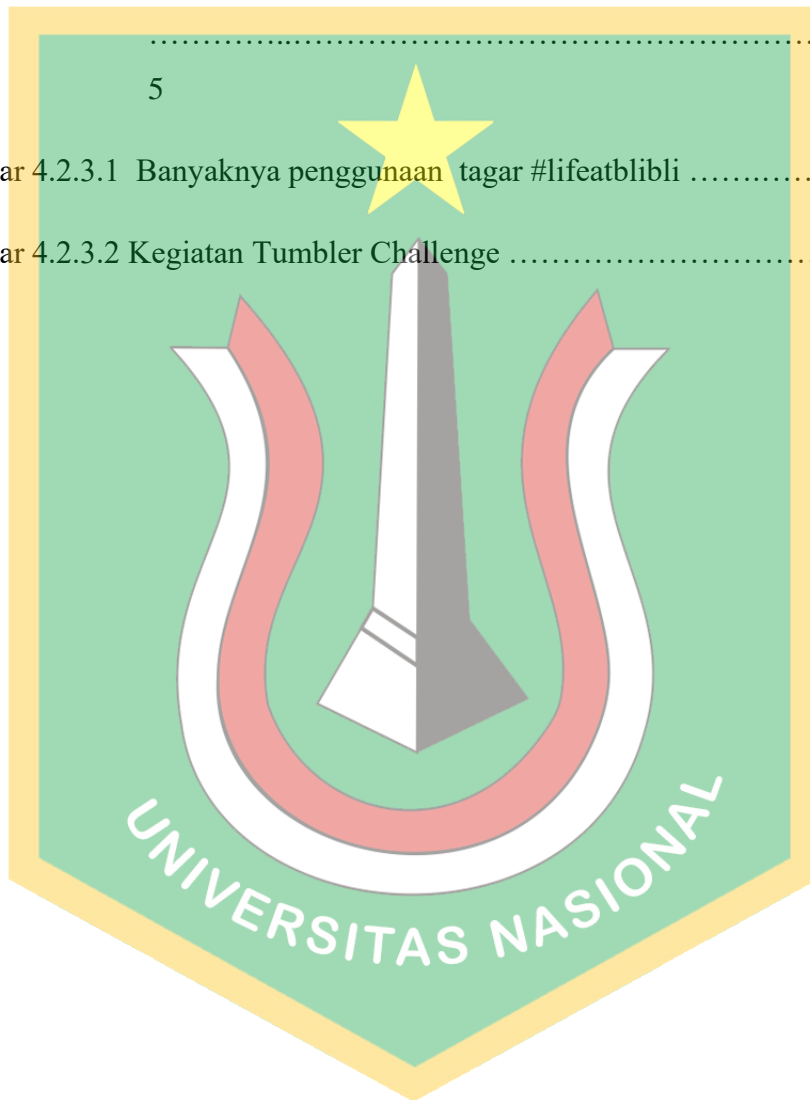 …………..……………………………………………………
5
ar 4.2.3.1 Banyaknya penggunaan tagar #lifeatblibli …….……
ar 4.2.3.2 Kegiatan Tumbler Challenge …………………………
UNIVERSITAS NASIONAL